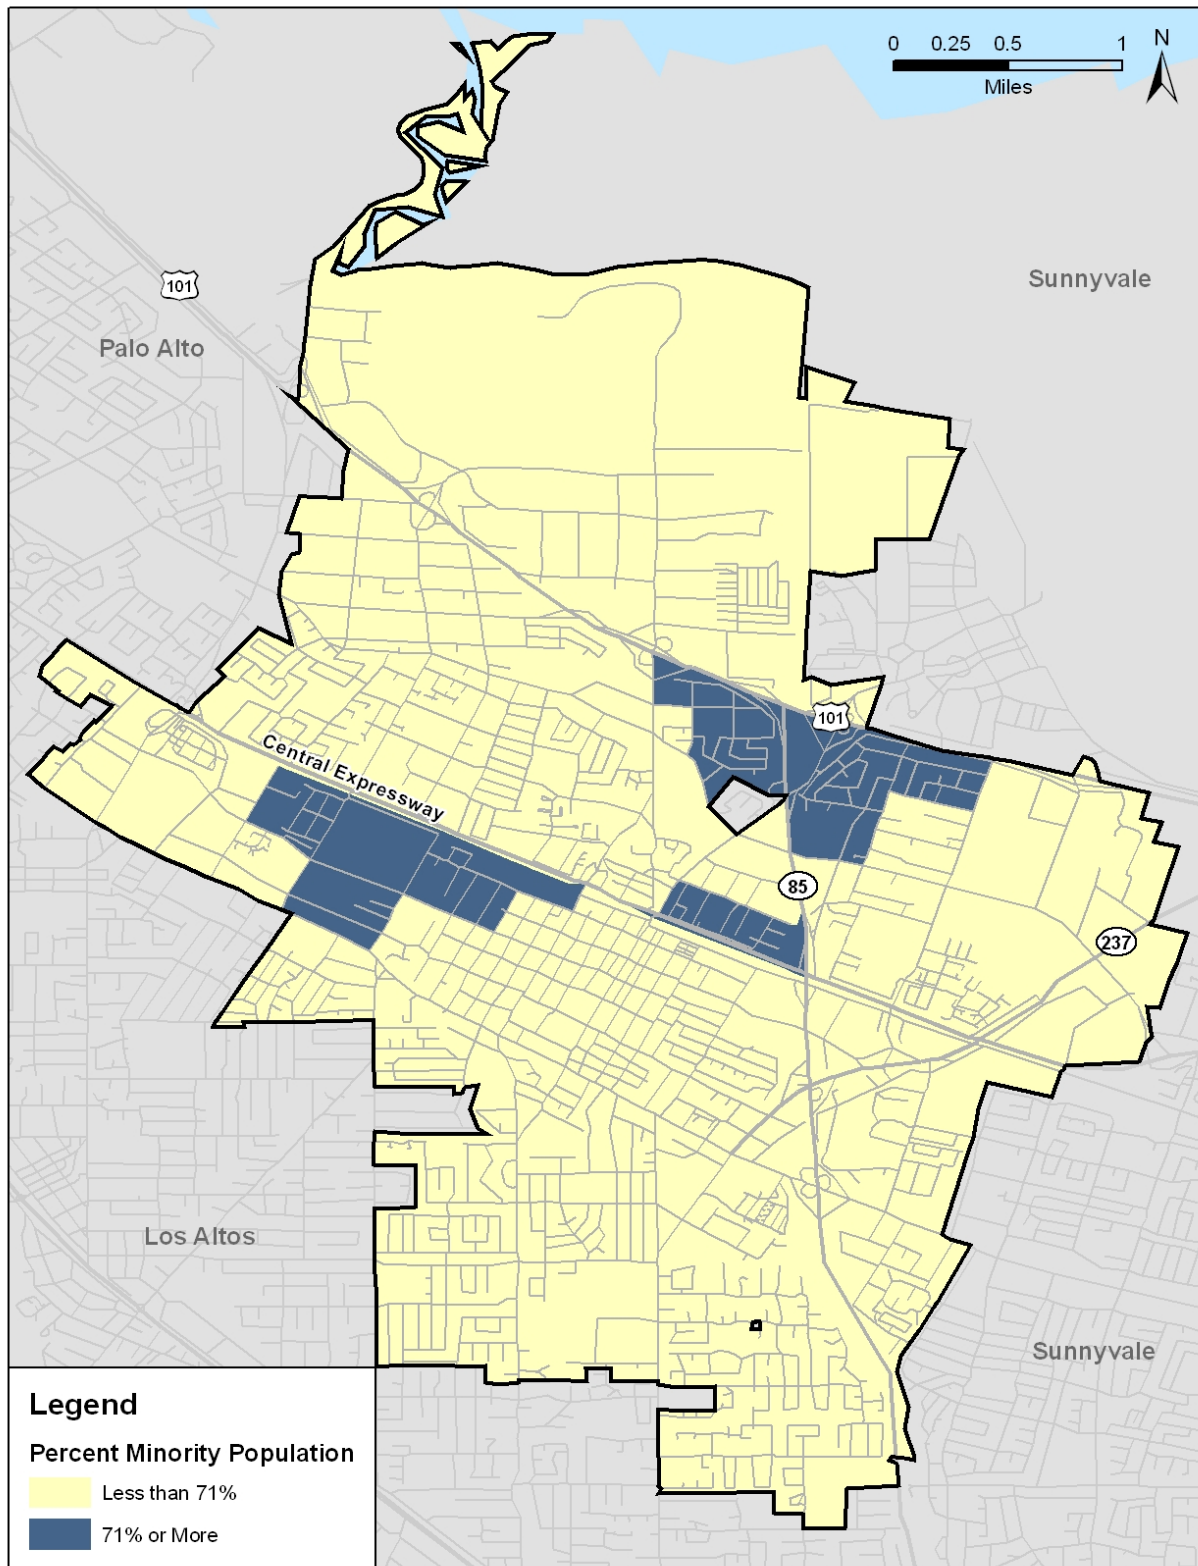 0 0.25 0.5 1
Miles
N
Sunnyvale
101
Palo Alto
101
Central Expressway
85
237
Los Altos
Sunnyvale
Legend
Percent Minority Population
Less than 71%
71% or More